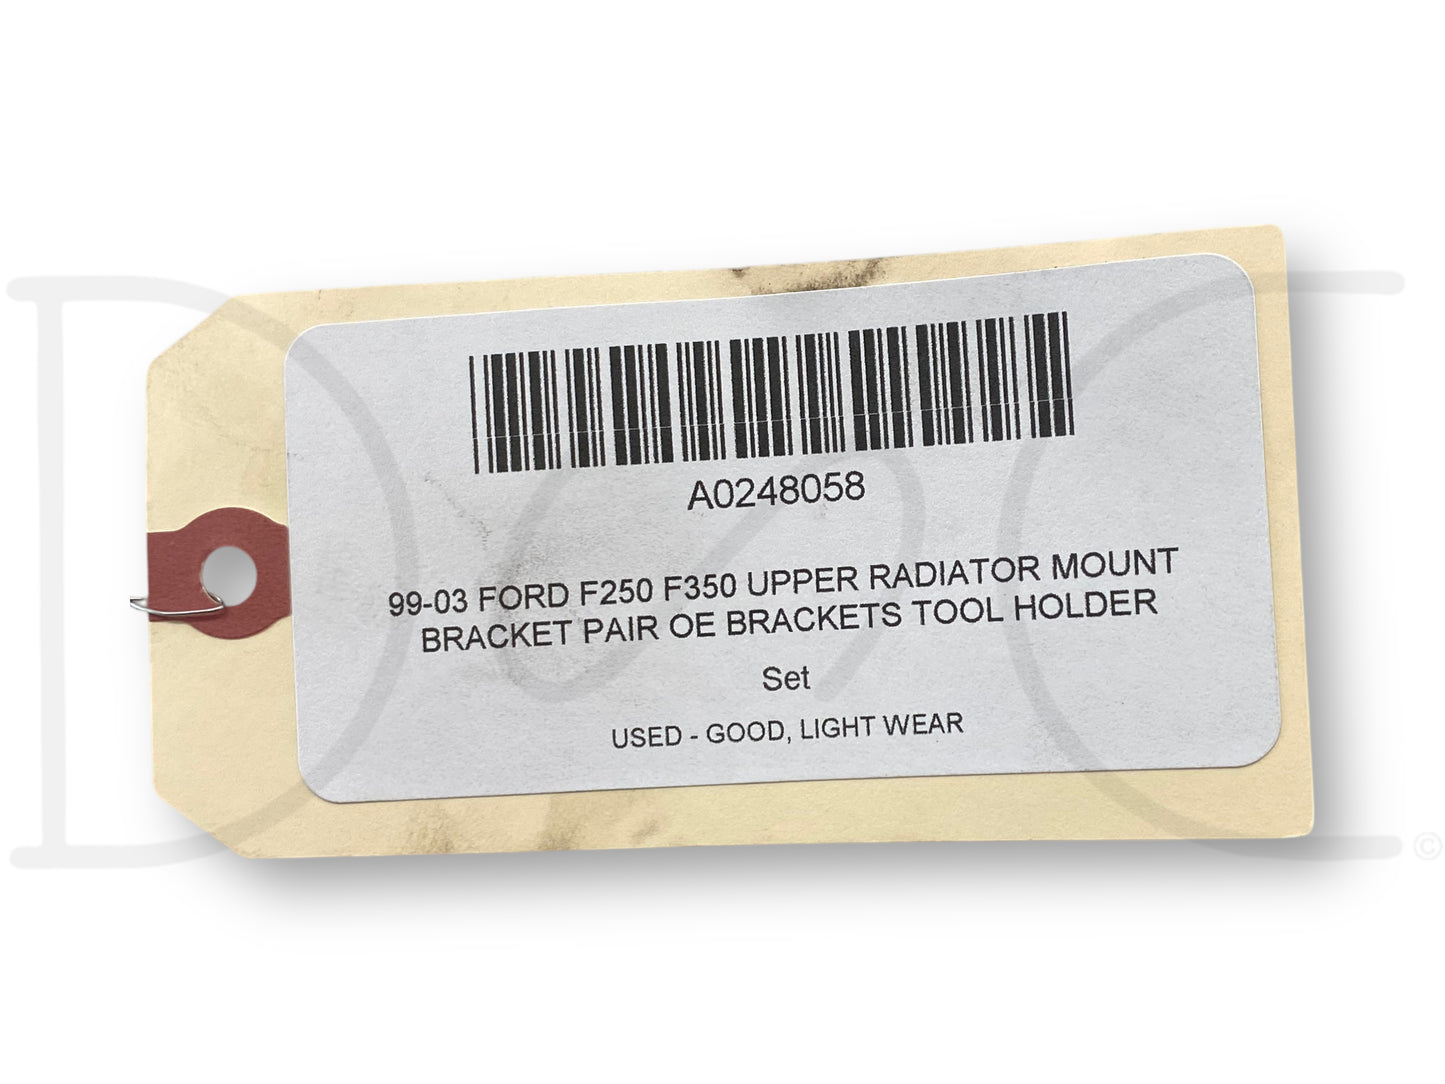 A0248058
99-03 FORD F250 F350 UPPER RADIATOR MOUNT
BRACKET PAIR OE BRACKETS TOOL HOLDER
Set
USED - GOOD, LIGHT WEAR
©